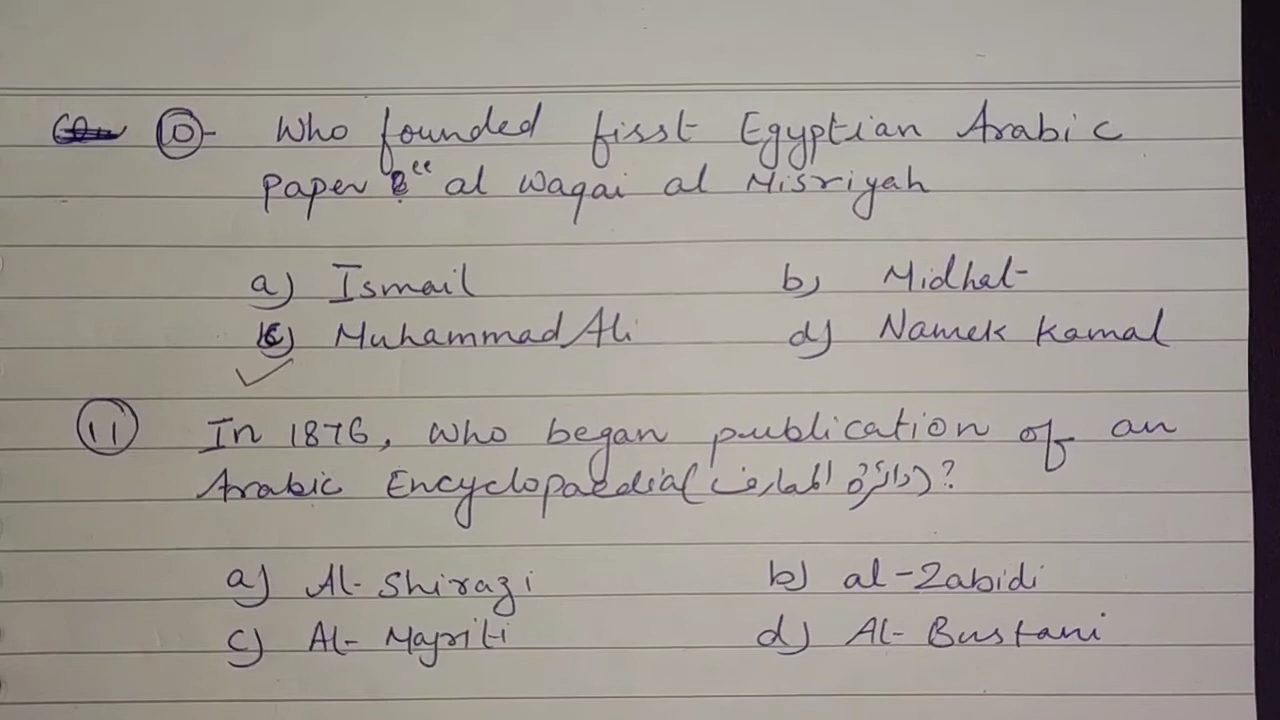 10- Who founded first Egyptian Arabic
paper " al waqai al Misriyah
a) Ismail b) Midhat
c) Muhammad Ali d) Namek Kamal
11 In 1876, who began publication of an
Arabic Encyclopaedia (دائرة المعارف)?
a) Al-Shirazi b) al-Zabidi
c) Al-Majriti d) Al-Bustani